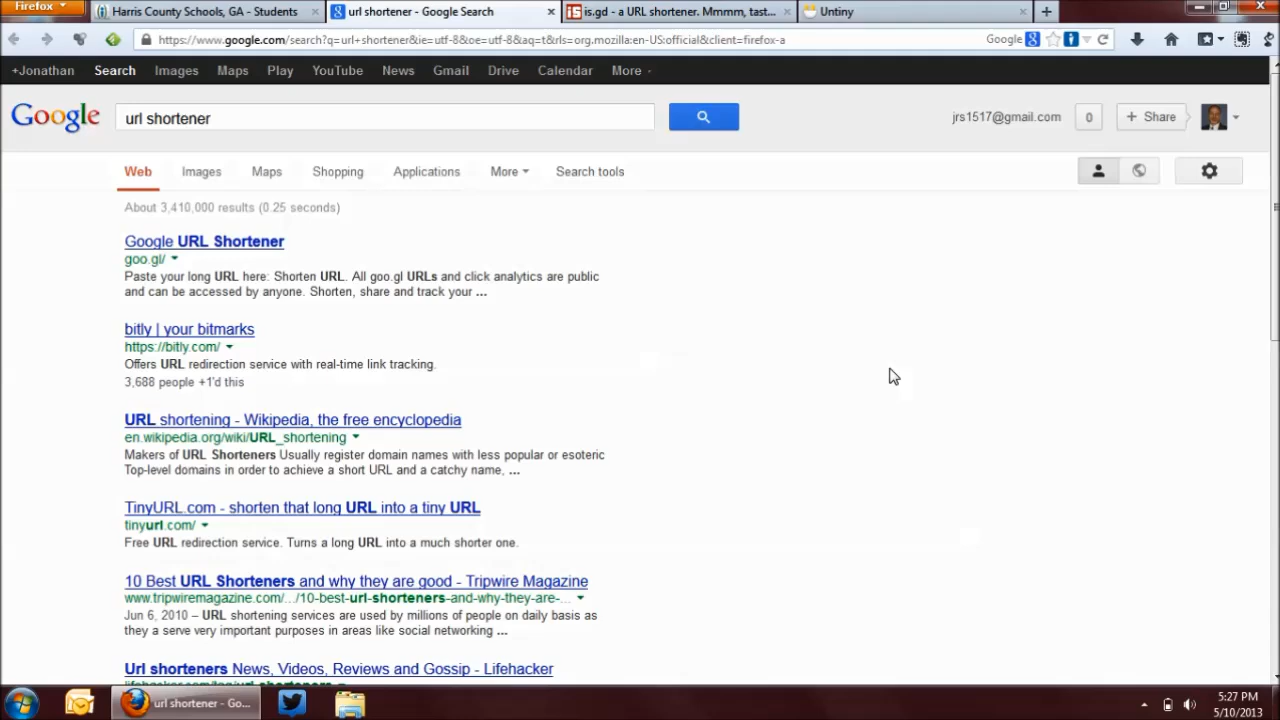 Firefox
Harris County Schools, GA - Students
url shortener - Google Search
is.gd - a URL shortener. Mmmm, tast...
Untiny
https://www.google.com/search?q=url+shortener&ie=utf-8&oe=utf-8&aq=t&rls=org.mozilla:en-US:official&client=firefox-a
Google
+Jonathan Search Images Maps Play YouTube News Gmail Drive Calendar More
Google
url shortener
jrs1517@gmail.com
0
+ Share
Web Images Maps Shopping Applications More Search tools
About 3,410,000 results (0.25 seconds)
Google URL Shortener
goo.gl/
Paste your long URL here: Shorten URL. All goo.gl URLs and click analytics are public
and can be accessed by anyone. Shorten, share and track your ...
bitly | your bitmarks
https://bitly.com/
Offers URL redirection service with real-time link tracking.
3,688 people +1'd this
URL shortening - Wikipedia, the free encyclopedia
en.wikipedia.org/wiki/URL_shortening
Makers of URL Shorteners Usually register domain names with less popular or esoteric
Top-level domains in order to achieve a short URL and a catchy name, ...
TinyURL.com - shorten that long URL into a tiny URL
tinyurl.com/
Free URL redirection service. Turns a long URL into a much shorter one.
10 Best URL Shorteners and why they are good - Tripwire Magazine
www.tripwiremagazine.com/.../10-best-url-shorteners-and-why-they-are-...
Jun 6, 2010 – URL shortening services are used by millions of people on daily basis as
they a serve very important purposes in areas like social networking ...
Url shorteners News, Videos, Reviews and Gossip - Lifehacker
url shortener - Go...
5:27 PM
5/10/2013